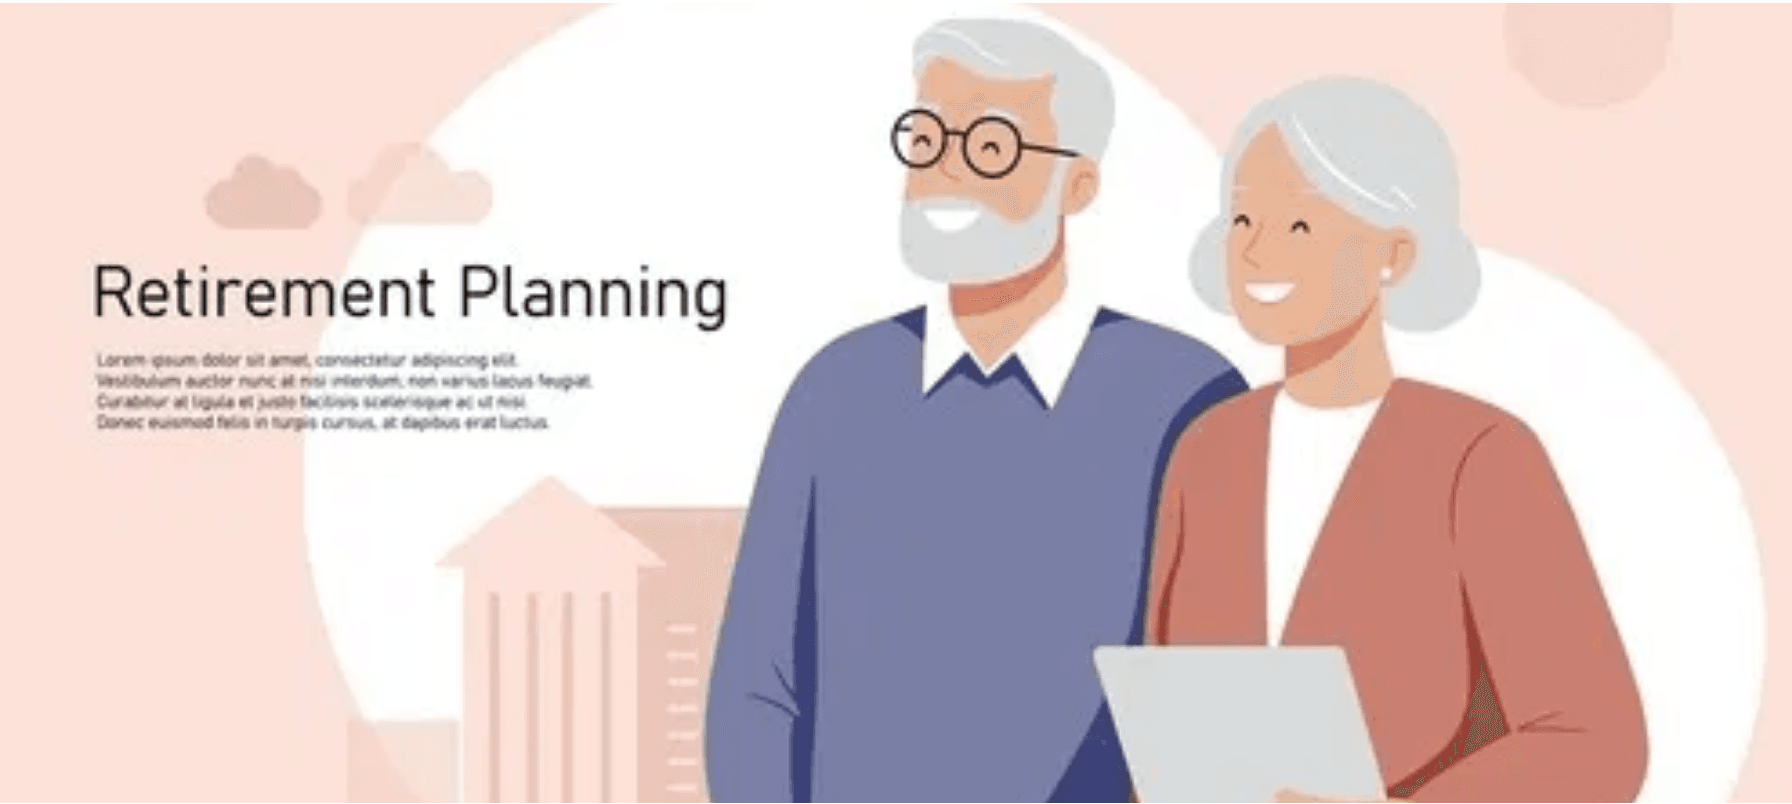 Retirement Planning
Lorem ipsum dolor sit amet, consectetur adipiscing elit.
Vestibulum auctor nunc at nisi interdum, non varius lacus feugiat.
Curabitur at ligula et justo facilisis scelerisque ac ut nisi.
Donec euismod felis in turpis cursus, at dapibus erat luctus.